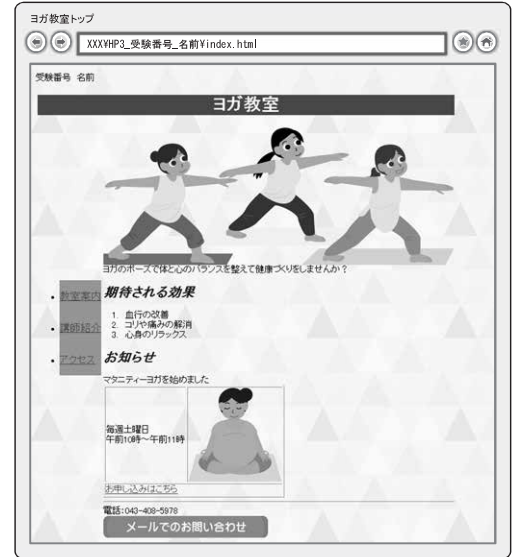 ヨガ教室トップ
XXX¥HP3_受験番号_名前¥index.html
受験番号 名前
ヨガ教室
ヨガのポーズで体と心のバランスを整えて健康づくりをしませんか？
・教室案内
・講師紹介
・アクセス
期待される効果
1. 血行の改善
2. コリや痛みの解消
3. 心身のリラックス
お知らせ
マタニティーヨガを始めました
毎週土曜日
午前10時～午前11時
お申し込みはこちら
電話:043-408-5978
メールでのお問い合わせ